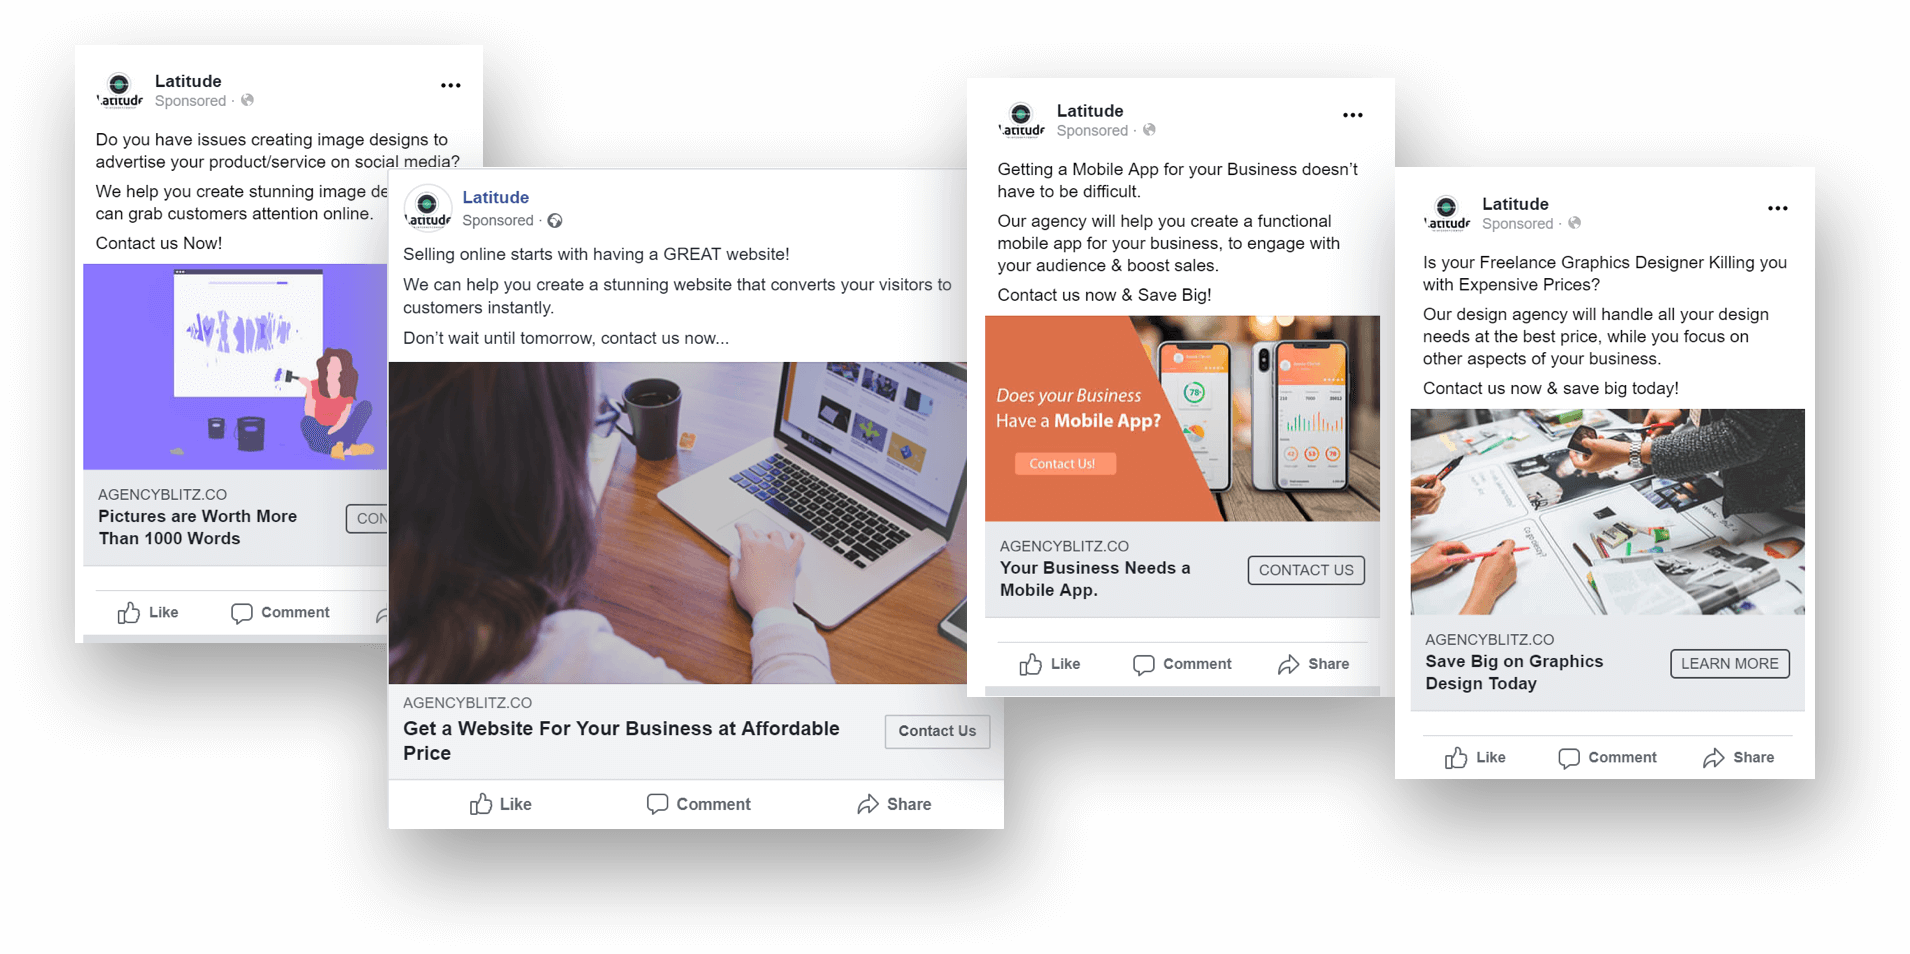 Latitude
Latitude
Sponsored ·
Do you have issues creating image designs to
advertise your product/service on social media?
We help you create stunning image de
can grab customers attention online.
Contact us Now!
AGENCYBLITZ.CO
Pictures are Worth More
Than 1000 Words
CON
Like
Comment
Latitude
Latitude
Sponsored ·
Selling online starts with having a GREAT website!
We can help you create a stunning website that converts your visitors to
customers instantly.
Don’t wait until tomorrow, contact us now...
AGENCYBLITZ.CO
Get a Website For Your Business at Affordable
Price
Contact Us
Like
Comment
Share
Latitude
Latitude
Sponsored ·
Getting a Mobile App for your Business doesn’t
have to be difficult.
Our agency will help you create a functional
mobile app for your business, to engage with
your audience & boost sales.
Contact us now & Save Big!
Does your Business
Have a Mobile App?
Contact Us!
AGENCYBLITZ.CO
Your Business Needs a
Mobile App.
CONTACT US
Like
Comment
Share
Latitude
Latitude
Sponsored ·
Is your Freelance Graphics Designer Killing you
with Expensive Prices?
Our design agency will handle all your design
needs at the best price, while you focus on
other aspects of your business.
Contact us now & save big today!
AGENCYBLITZ.CO
Save Big on Graphics
Design Today
LEARN MORE
Like
Comment
Share